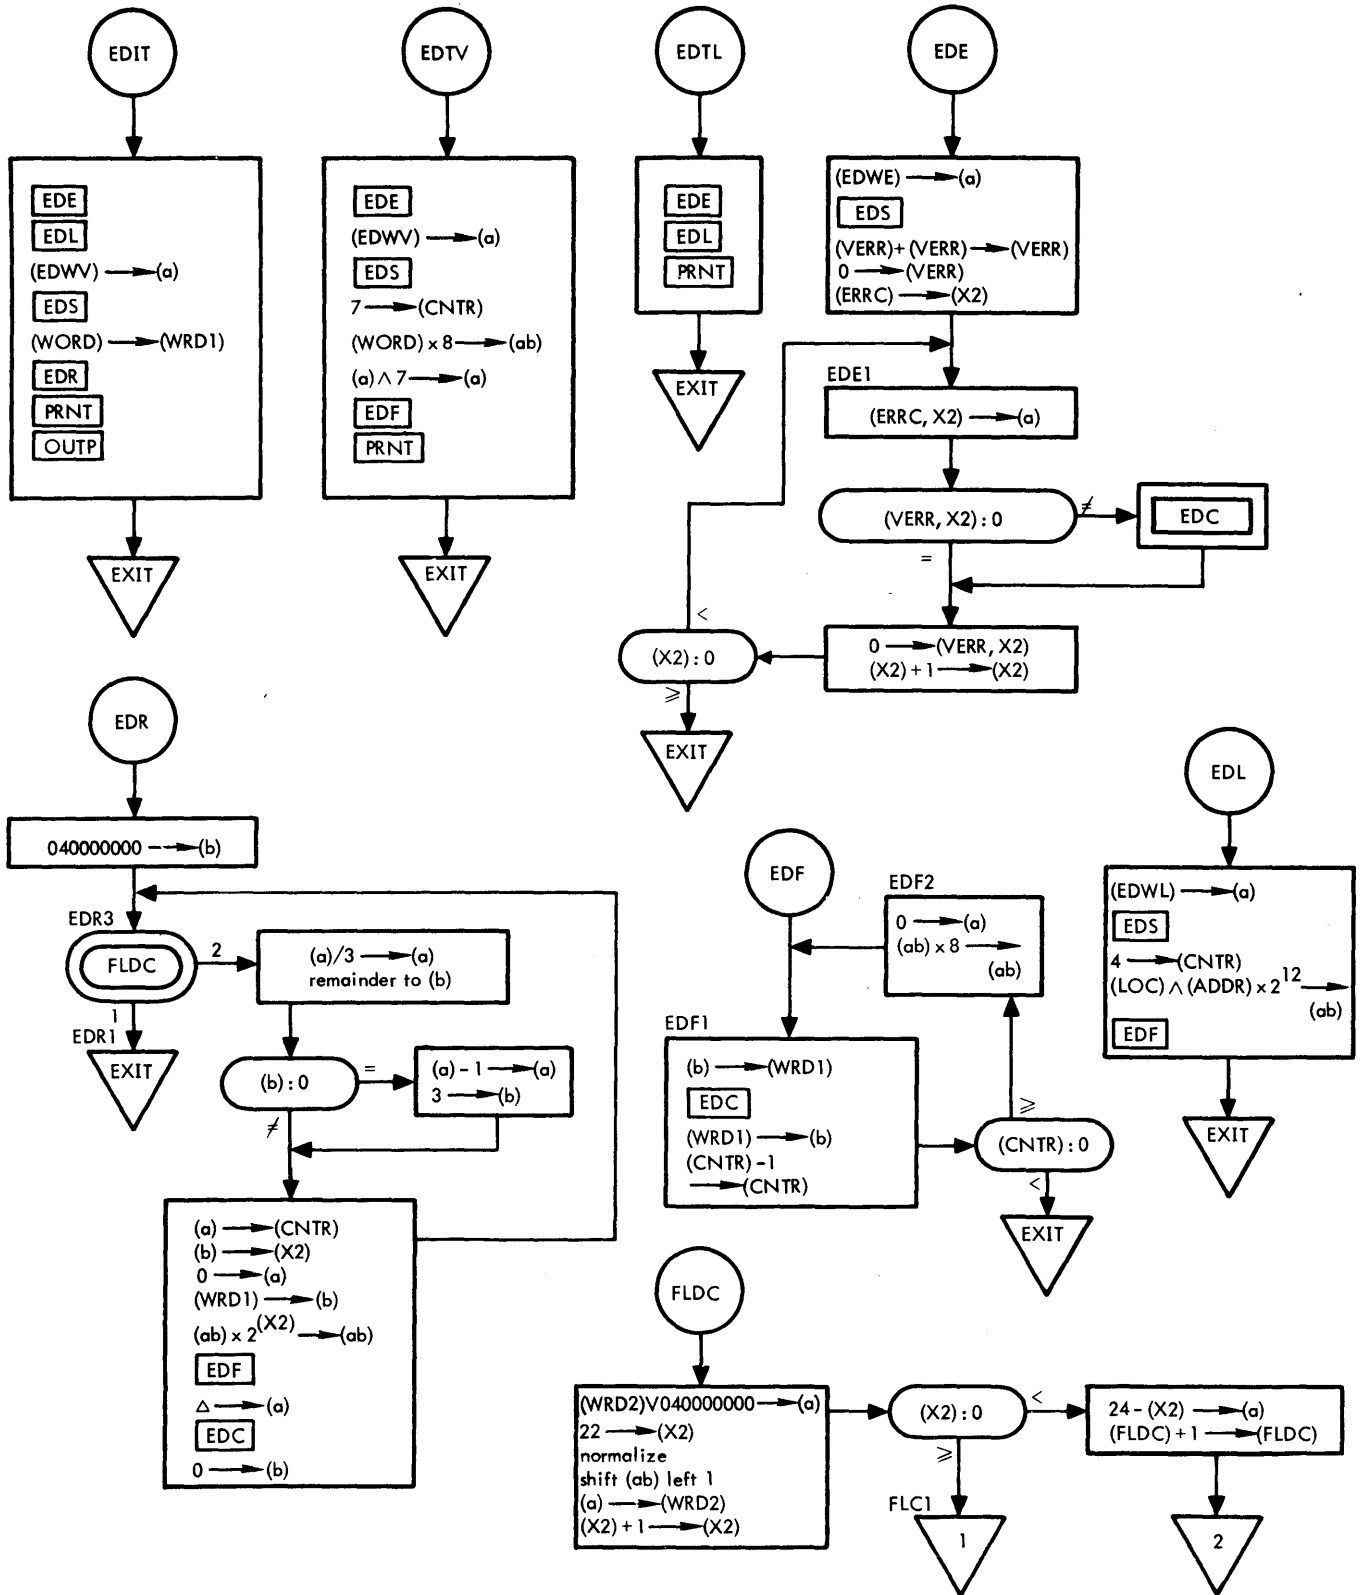 EDIT
EDE
EDL
(EDWV) → (a)
EDS
(WORD) → (WRD1)
EDR
PRNT
OUTP
EXIT
EDTV
EDE
(EDWV) → (a)
EDS
7 → (CNTR)
(WORD) x 8 → (ab)
(a) ∧ 7 → (a)
EDF
PRNT
EXIT
EDTL
EDE
EDL
PRNT
EXIT
EDE
(EDWE) → (a)
EDS
(VERR) + (VERR) → (VERR)
0 → (VERR)
(ERRC) → (X2)
EDE1
(ERRC, X2) → (a)
(VERR, X2) : 0
≠
EDC
=
0 → (VERR, X2)
(X2) + 1 → (X2)
(X2) : 0
<
≥
EXIT
EDR
040000000 → (b)
EDR3
FLDC
2
1
EDR1
EXIT
(a)/3 → (a)
remainder to (b)
(b) : 0
=
≠
(a) - 1 → (a)
3 → (b)
(a) → (CNTR)
(b) → (X2)
0 → (a)
(WRD1) → (b)
(ab) x 2^(X2) → (ab)
EDF
△ → (a)
EDC
0 → (b)
EDF
EDF2
0 → (a)
(ab) x 8 →
(ab)
EDF1
(b) → (WRD1)
EDC
(WRD1) → (b)
(CNTR) -1
→ (CNTR)
≥
(CNTR) : 0
<
EXIT
EDL
(EDWL) → (a)
EDS
4 → (CNTR)
(LOC) ∧ (ADDR) x 2^12 →
(ab)
EDF
EXIT
FLDC
(WRD2)V040000000 → (a)
22 → (X2)
normalize
shift (ab) left 1
(a) → (WRD2)
(X2) + 1 → (X2)
(X2) : 0
<
≥
24 - (X2) → (a)
(FLDC) + 1 → (FLDC)
FLC1
1
2